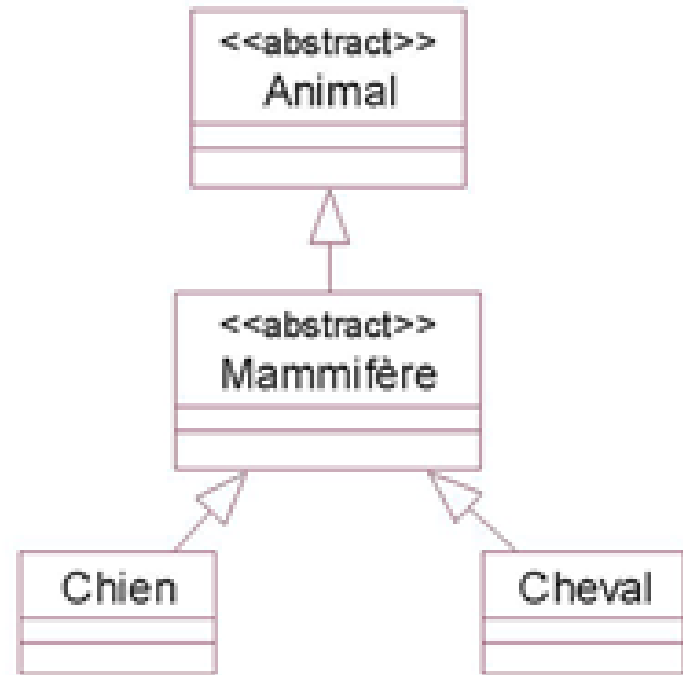 <<abstract>>
Animal
<<abstract>>
Mammifère
Chien
Cheval